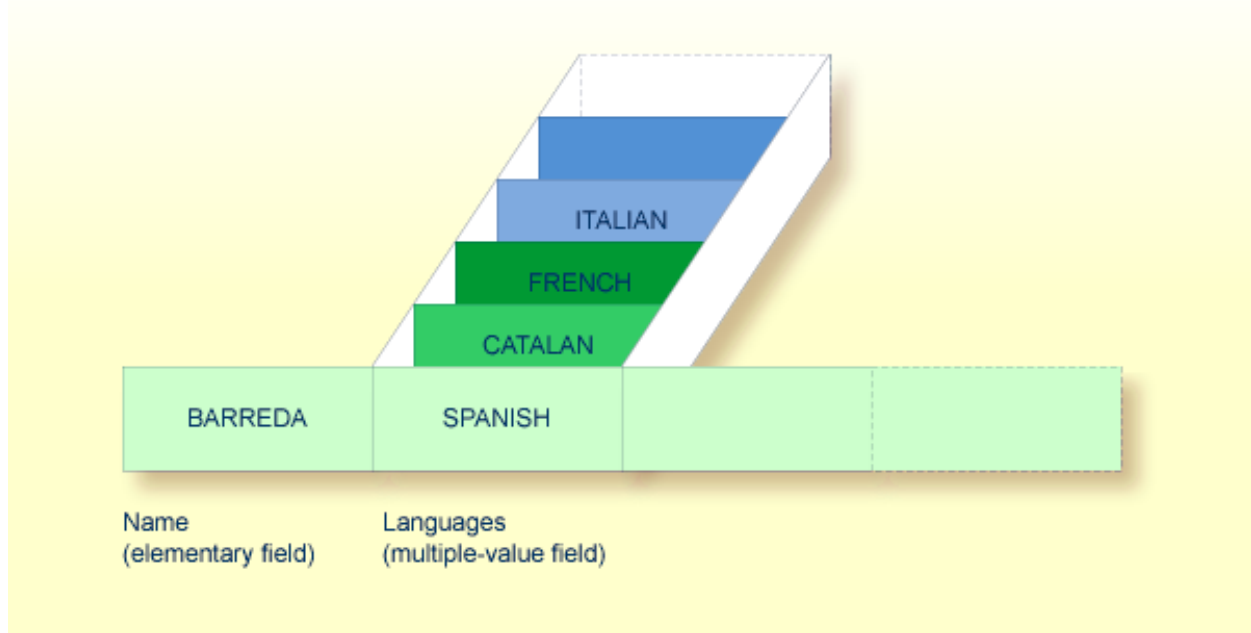 ITALIAN
FRENCH
CATALAN
BARREDA SPANISH
Name Languages
(elementary field) (multiple-value field)